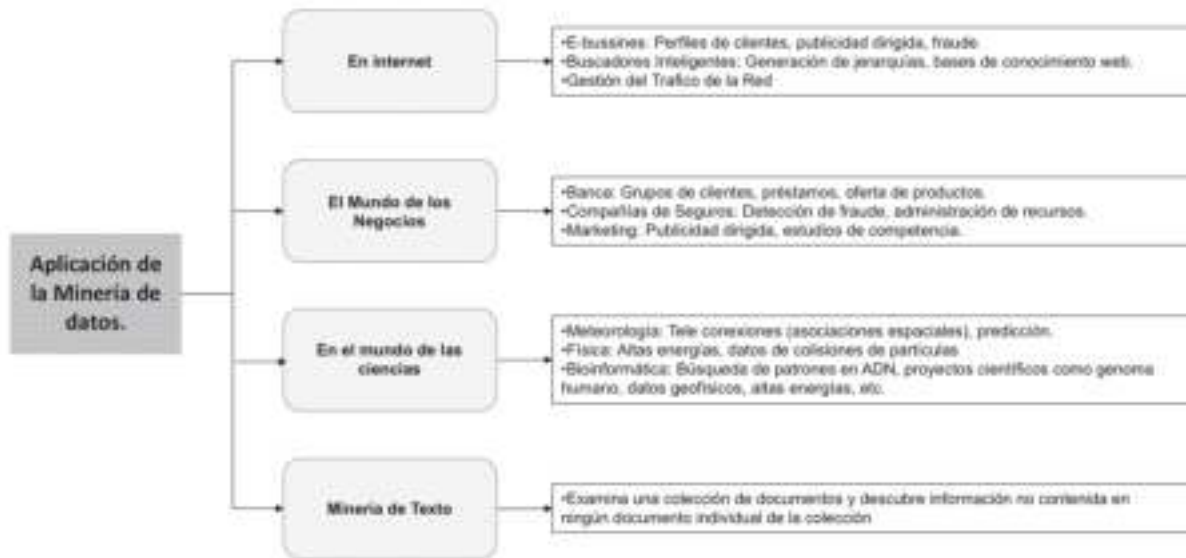 En internet
•E-bussines: Perfiles de clientes, publicidad dirigida, fraude
•Buscadores Inteligentes: Generación de jerarquías, bases de conocimiento web.
•Gestión del Trafico de la Red
El Mundo de los
Negocios
•Banca: Grupos de clientes, préstamos, oferta de productos.
•Compañías de Seguros: Detección de fraude, administración de recursos.
•Marketing: Publicidad dirigida, estudios de competencia.
Aplicación de
la Minería de
datos.
En el mundo de las
ciencias
•Meteorología: Tele conexiones (asociaciones espaciales), predicción.
•Física: Altas energías, datos de colisiones de partículas
•Bioinformática: Búsqueda de patrones en ADN, proyectos científicos como genoma
humano, datos geofísicos, altas energías, etc.
Minería de Texto
•Examina una colección de documentos y descubre información no contenida en
ningún documento individual de la colección